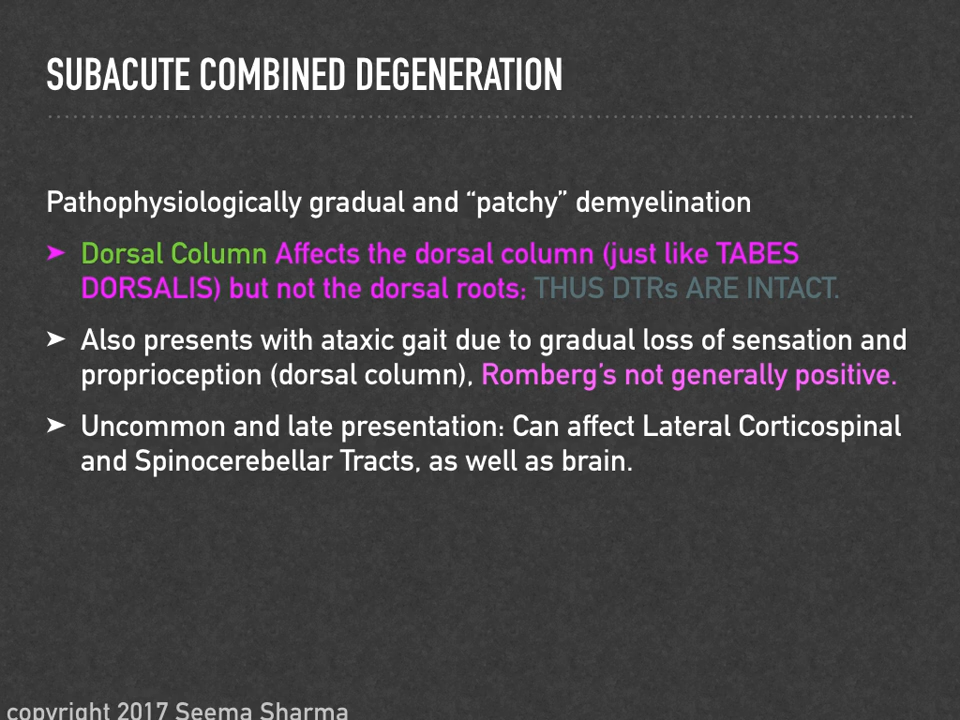 SUBACUTE COMBINED DEGENERATION
Pathophysiologically gradual and “patchy” demyelination
➤ Dorsal Column Affects the dorsal column (just like TABES
DORSALIS) but not the dorsal roots; THUS DTRs ARE INTACT.
➤ Also presents with ataxic gait due to gradual loss of sensation and
proprioception (dorsal column), Romberg’s not generally positive.
➤ Uncommon and late presentation: Can affect Lateral Corticospinal
and Spinocerebellar Tracts, as well as brain.
copyright 2017 Seema Sharma